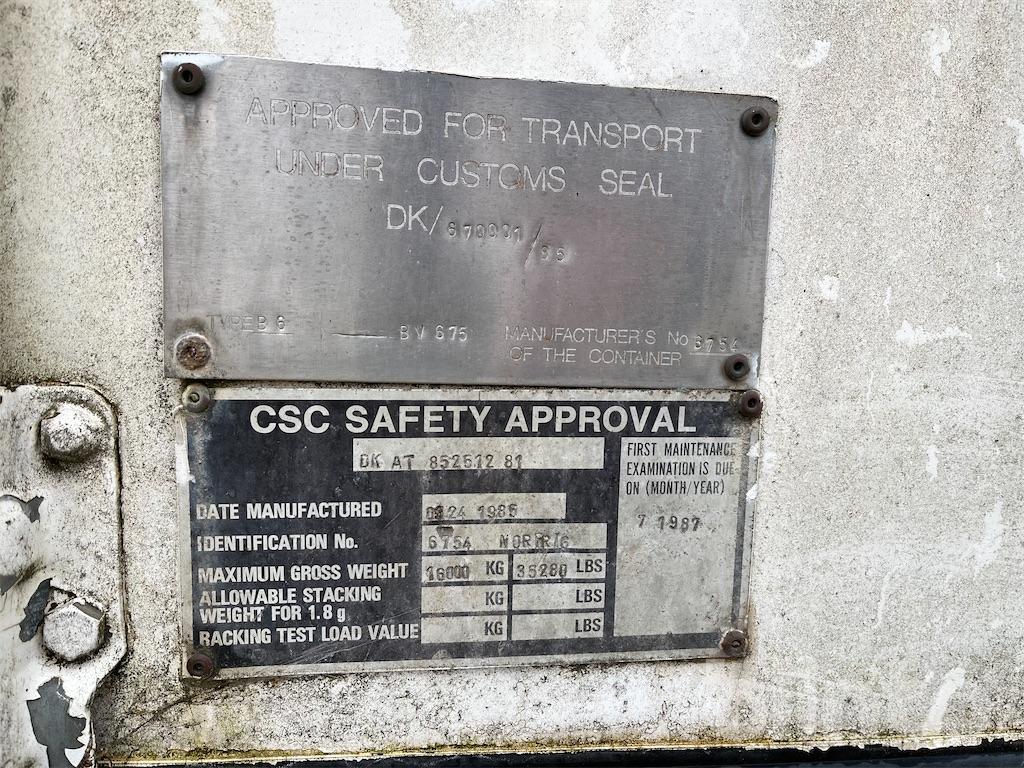 APPROVED FOR TRANSPORT
UNDER CUSTOMS SEAL
DK/
TYPE B 6 BV 675 MANUFACTURER'S No 6754
OF THE CONTAINER
CSC SAFETY APPROVAL
DK AT 852512 81
FIRST MAINTENANCE
EXAMINATION IS DUE
ON (MONTH/YEAR)
7 1987
DATE MANUFACTURED 1985
IDENTIFICATION No. 6754
MAXIMUM GROSS WEIGHT 16000 KG 35280 LBS
ALLOWABLE STACKING
WEIGHT FOR 1.8 g KG LBS
RACKING TEST LOAD VALUE KG LBS